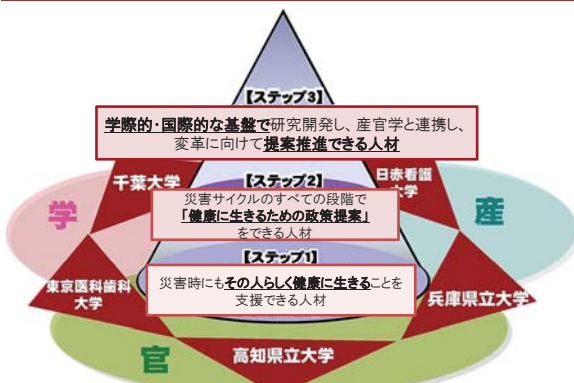 【ステップ3】
学際的・国際的な基盤で研究開発し、産官学と連携し、
変革に向けて提案推進できる人材
千葉大学
【ステップ2】
日赤看護
大学
災害サイクルのすべての段階で
「健康に生きるための政策提案」
をできる人材
学
産
【ステップ1】
災害時にもその人らしく健康に生きることを
支援できる人材
東京医科歯科
大学
兵庫県立大学
官
高知県立大学